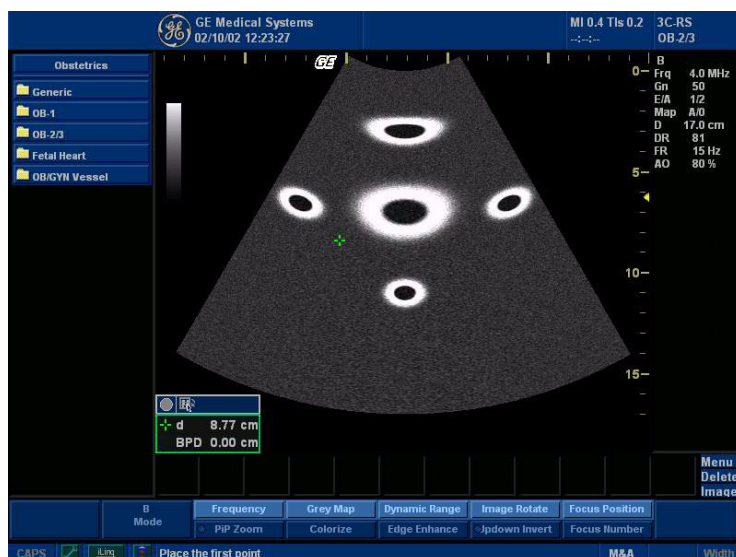 GE Medical Systems
02/10/02 12:23:27
MI 0.4 TIs 0.2
--:--:--
3C-RS
OB-2/3
Obstetrics
Generic
OB-1
OB-2/3
Fetal Heart
OB/GYN Vessel
GE
0
5
10
15
B
Frq 4.0 MHz
Gn 50
E/A 1/2
Map A/0
D 17.0 cm
DR 81
FR 15 Hz
AO 80 %
d 8.77 cm
BPD 0.00 cm
Menu
Delete
Image
B
Mode
Frequency
Grey Map
Dynamic Range
Image Rotate
Focus Position
PiP Zoom
Colorize
Edge Enhance
Jpdown Invert
Focus Number
CAPS
iLinq
Place the first point
M&A
Width